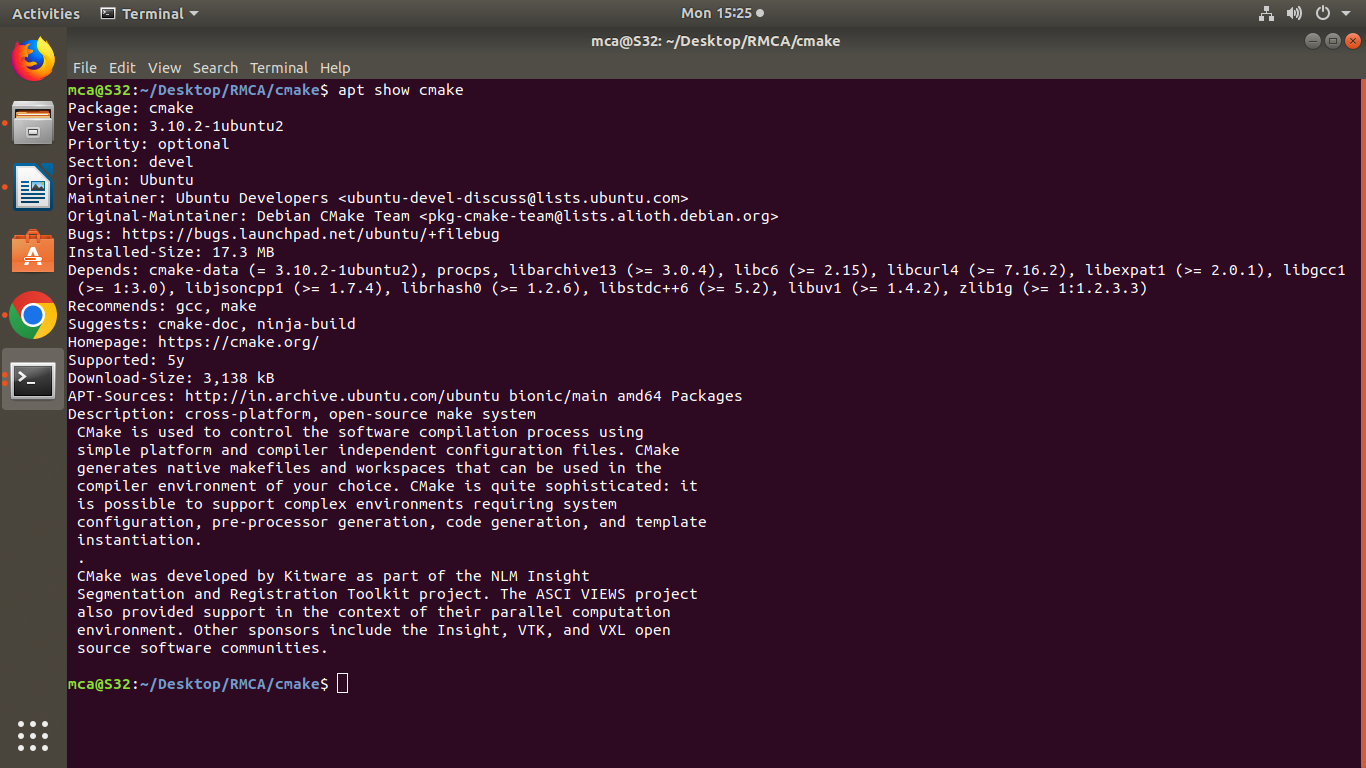 Activities Terminal Mon 15:25
mca@S32: ~/Desktop/RMCA/cmake
File Edit View Search Terminal Help
mca@S32:~/Desktop/RMCA/cmake$ apt show cmake
Package: cmake
Version: 3.10.2-1ubuntu2
Priority: optional
Section: devel
Origin: Ubuntu
Maintainer: Ubuntu Developers <ubuntu-devel-discuss@lists.ubuntu.com>
Original-Maintainer: Debian CMake Team <pkg-cmake-team@lists.alioth.debian.org>
Bugs: https://bugs.launchpad.net/ubuntu/+filebug
Installed-Size: 17.3 MB
Depends: cmake-data (= 3.10.2-1ubuntu2), procps, libarchive13 (>= 3.0.4), libc6 (>= 2.15), libcurl4 (>= 7.16.2), libexpat1 (>= 2.0.1), libgcc1
(>= 1:3.0), libjsoncpp1 (>= 1.7.4), librhash0 (>= 1.2.6), libstdc++6 (>= 5.2), libuv1 (>= 1.4.2), zlib1g (>= 1:1.2.3.3)
Recommends: gcc, make
Suggests: cmake-doc, ninja-build
Homepage: https://cmake.org/
Supported: 5y
Download-Size: 3,138 kB
APT-Sources: http://in.archive.ubuntu.com/ubuntu bionic/main amd64 Packages
Description: cross-platform, open-source make system
CMake is used to control the software compilation process using
simple platform and compiler independent configuration files. CMake
generates native makefiles and workspaces that can be used in the
compiler environment of your choice. CMake is quite sophisticated: it
is possible to support complex environments requiring system
configuration, pre-processor generation, code generation, and template
instantiation.
.
CMake was developed by Kitware as part of the NLM Insight
Segmentation and Registration Toolkit project. The ASCI VIEWS project
also provided support in the context of their parallel computation
environment. Other sponsors include the Insight, VTK, and VXL open
source software communities.
mca@S32:~/Desktop/RMCA/cmake$